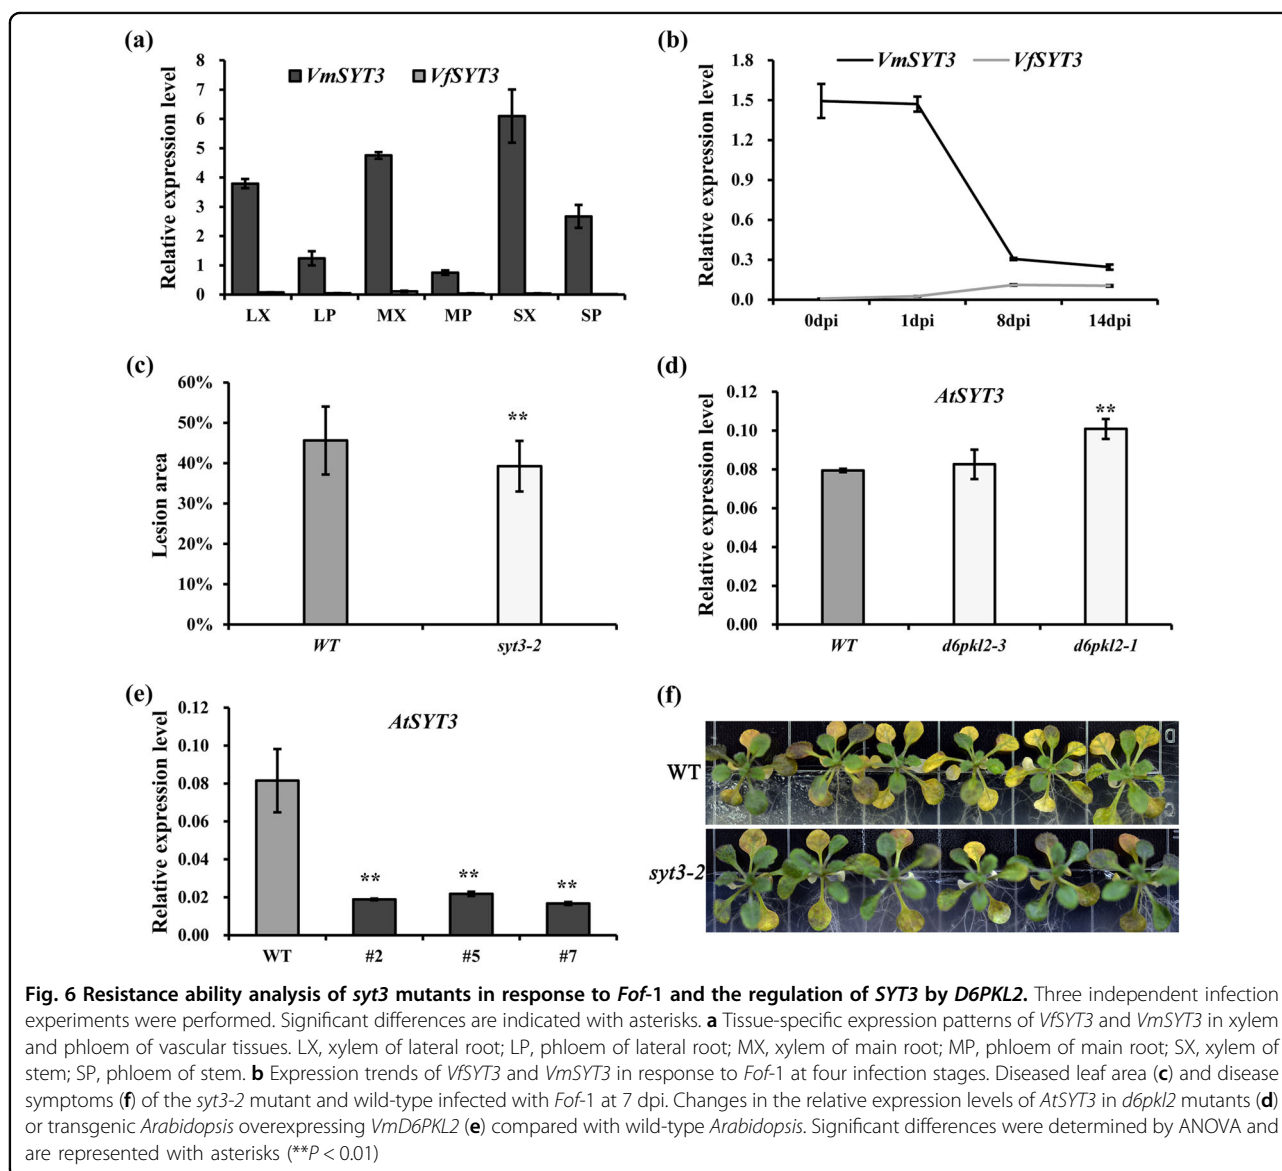 (a)
Relative expression level
8
7
6
5
4
3
2
1
0
VmSYT3 VfSYT3
LX LP MX MP SX SP
(b)
Relative expression level
1.8
1.5
1.2
0.9
0.6
0.3
0.0
VmSYT3 VfSYT3
0dpi 1dpi 8dpi 14dpi
(c)
Lesion area
60%
50%
40%
30%
20%
10%
0%
**
WT syt3-2
(d)
Relative expression level
0.12
0.10
0.08
0.06
0.04
0.02
0.00
AtSYT3
**
WT d6pkl2-3 d6pkl2-1
(e)
Relative expression level
0.12
0.10
0.08
0.06
0.04
0.02
0.00
AtSYT3
** ** **
WT #2 #5 #7
(f)
WT
syt3-2
Fig. 6 Resistance ability analysis of syt3 mutants in response to Fof-1 and the regulation of SYT3 by D6PKL2. Three independent infection
experiments were performed. Significant differences are indicated with asterisks. a Tissue-specific expression patterns of VfSYT3 and VmSYT3 in xylem
and phloem of vascular tissues. LX, xylem of lateral root; LP, phloem of lateral root; MX, xylem of main root; MP, phloem of main root; SX, xylem of
stem; SP, phloem of stem. b Expression trends of VfSYT3 and VmSYT3 in response to Fof-1 at four infection stages. Diseased leaf area (c) and disease
symptoms (f) of the syt3-2 mutant and wild-type infected with Fof-1 at 7 dpi. Changes in the relative expression levels of AtSYT3 in d6pkl2 mutants (d)
or transgenic Arabidopsis overexpressing VmD6PKL2 (e) compared with wild-type Arabidopsis. Significant differences were determined by ANOVA and
are represented with asterisks (**P < 0.01)